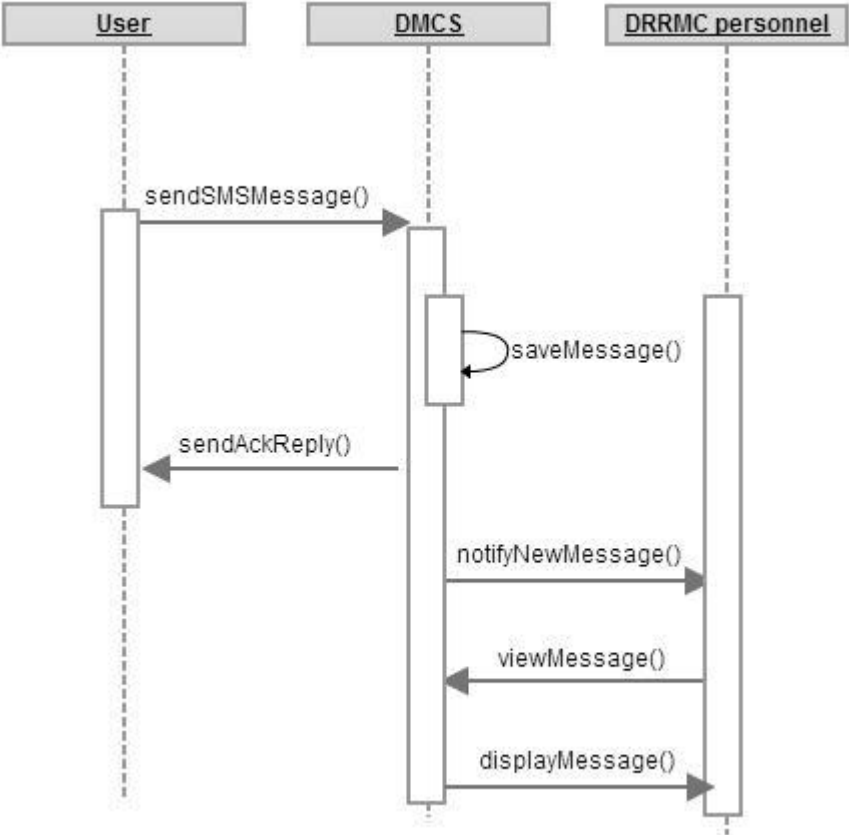 User
DMCS
DRRMC personnel
sendSMSMessage()
saveMessage()
sendAckReply()
notifyNewMessage()
viewMessage()
displayMessage()